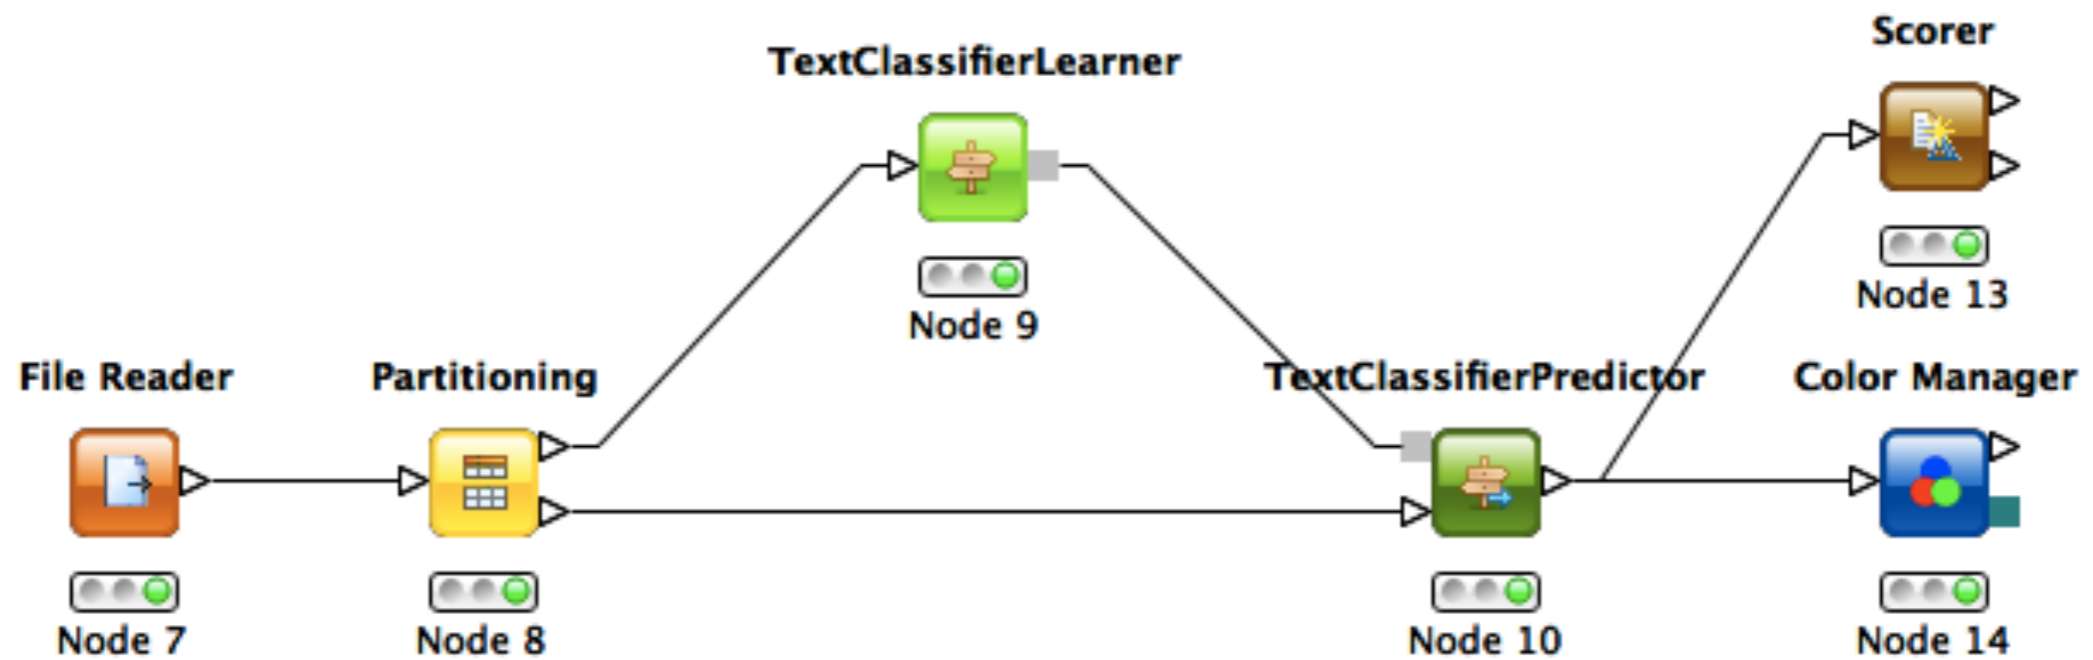 Scorer
TextClassifierLearner
Node 13
Node 9
File Reader
Partitioning
TextClassifierPredictor
Color Manager
Node 7
Node 8
Node 10
Node 14